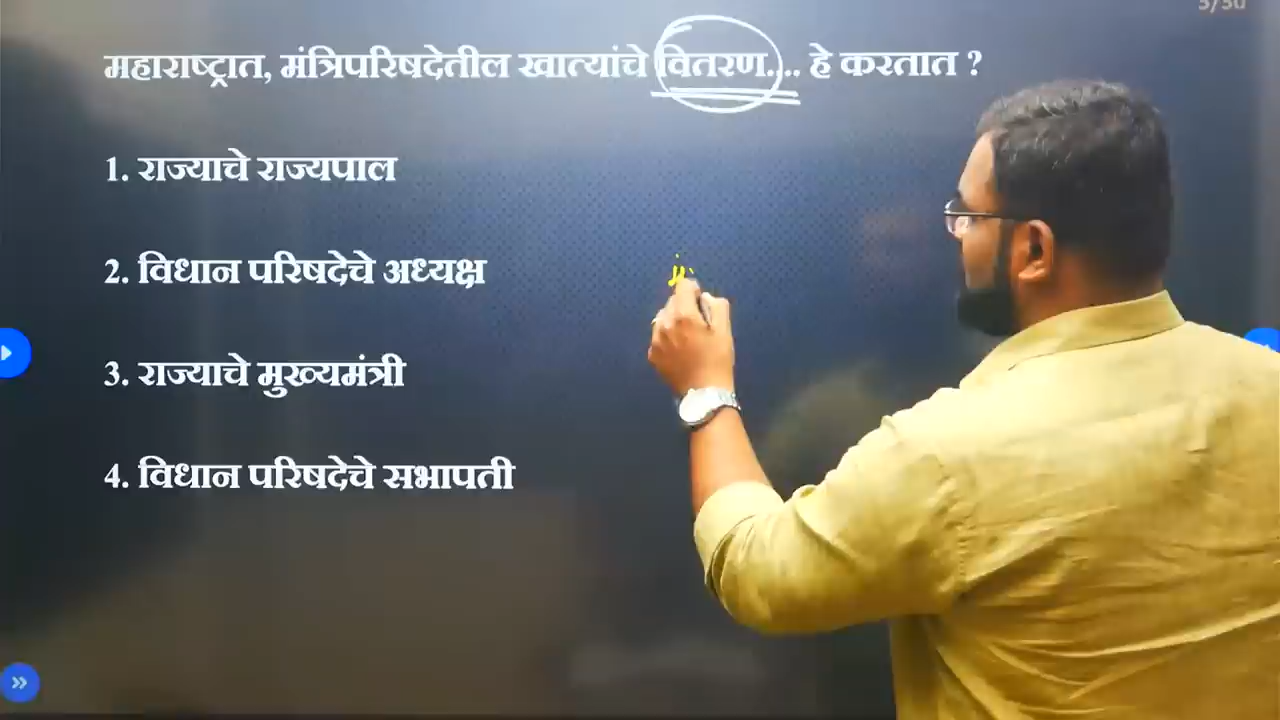 महाराष्ट्रात, मंत्रिपरिषदेतील खात्यांचे वितरण.... हे करतात ?
1. राज्याचे राज्यपाल
2. विधान परिषदेचे अध्यक्ष
3. राज्याचे मुख्यमंत्री
4. विधान परिषदेचे सभापती